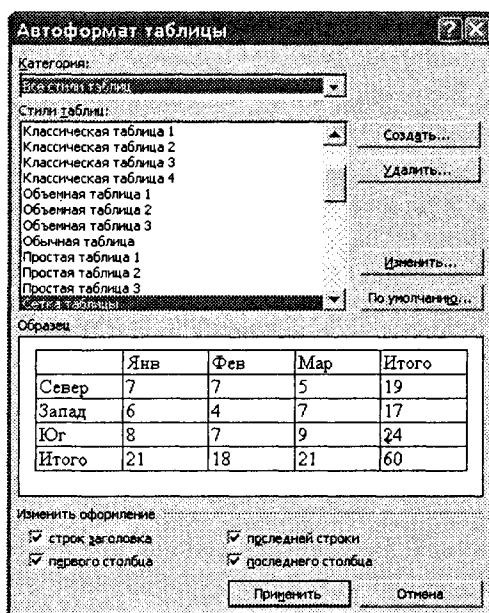 Автоформат таблицы
Категория:
Все стили таблиц
Стили таблиц:
Классическая таблица 1
Классическая таблица 2
Классическая таблица 3
Классическая таблица 4
Объемная таблица 1
Объемная таблица 2
Объемная таблица 3
Обычная таблица
Простая таблица 1
Простая таблица 2
Простая таблица 3
Сетка таблицы
Создать...
Удалить...
Изменить...
По умолчанию...
Образец
Янв Фев Мар Итого
Север 7 7 5 19
Запад 6 4 7 17
Юг 8 7 9 24
Итого 21 18 21 60
Изменить оформление
строк заголовка последней строки
первого столбца последнего столбца
Применить Отмена